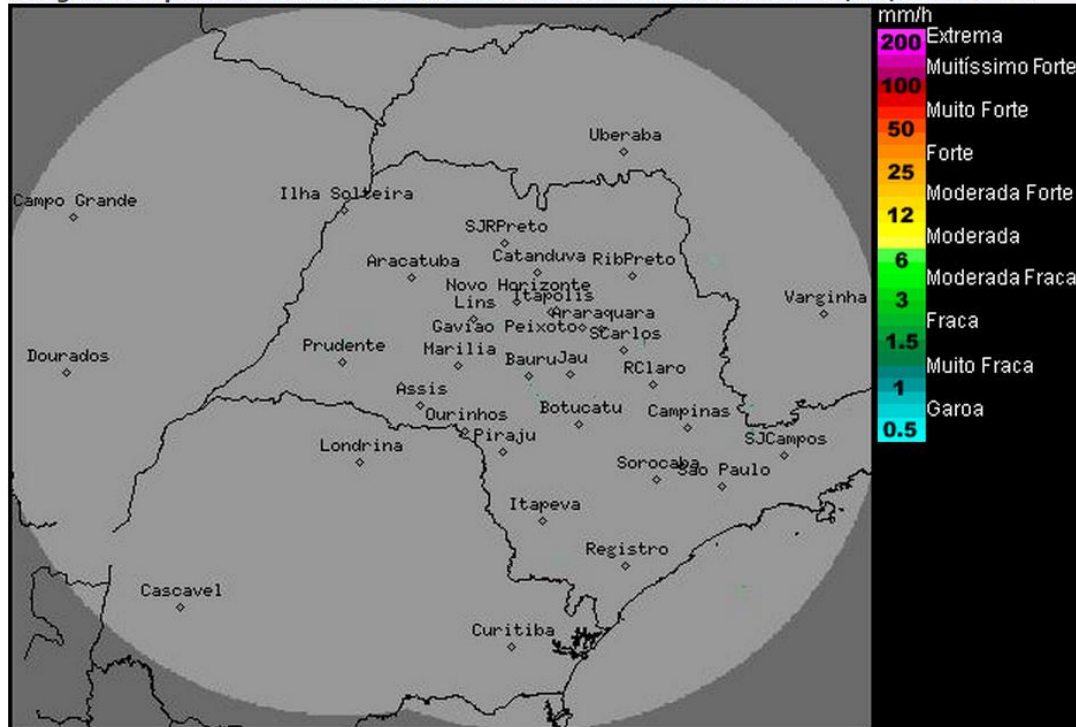 mm/h
200 Extrema
Muitíssimo Forte
100
Muito Forte
50
Forte
25
Moderada Forte
12
Moderada
6
Moderada Fraca
3
Fraca
1.5
Muito Fraca
1
Garoa
0.5
Uberaba
Campo Grande
Ilha Solteira
SJRPreto
Aracatuba
Catanduva
RibPreto
Novo Horizonte
Itapolis
Lins
Araraquara
Varginha
Gaviao Peixoto
SCarlos
Prudente
Marilia
Dourados
Bauru
Jau
RClaro
Assis
Botucatu
Campinas
Ourinhos
Piraju
Londrina
SJCampos
Sorocaba
Sao Paulo
Itapeva
Registro
Cascavel
Curitiba